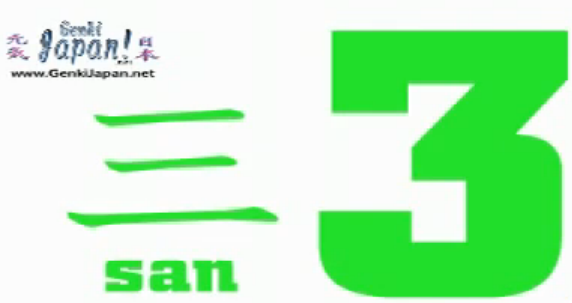 Genki
元気 Japan! 日本
www.GenkiJapan.net
三
3
san